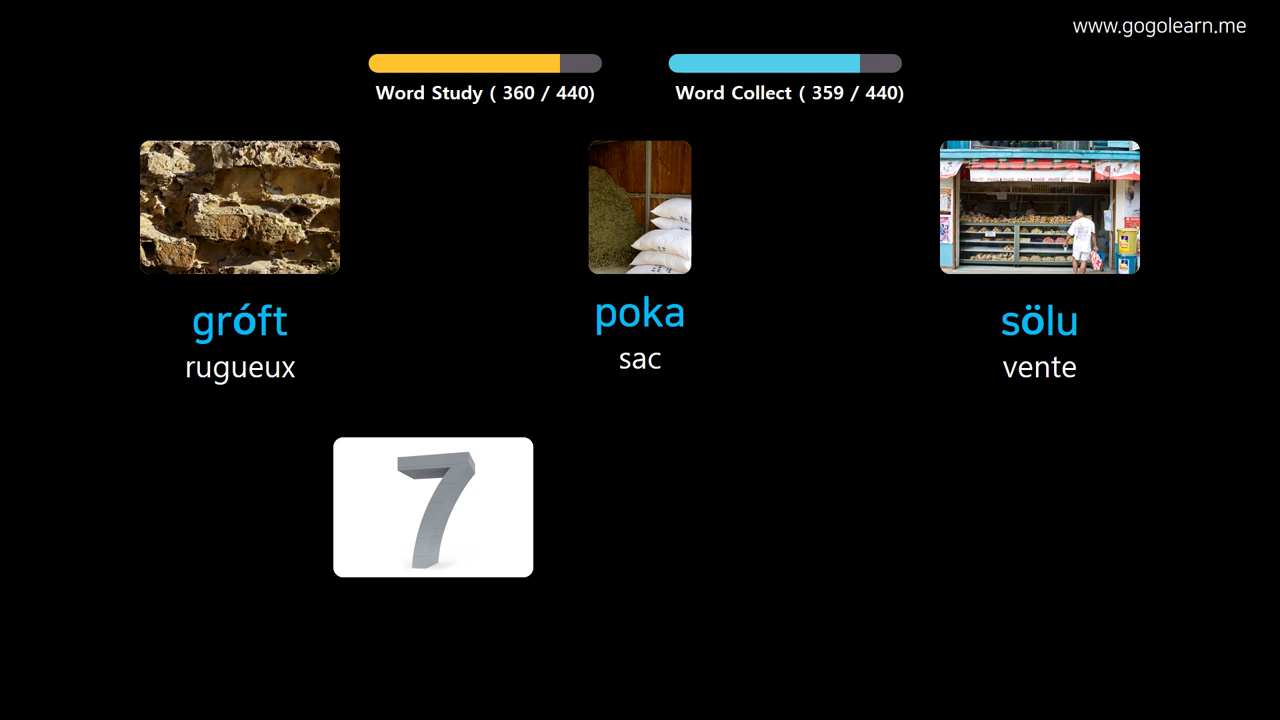 www.gogolearn.me
Word Study ( 360 / 440)
Word Collect ( 359 / 440)
gróft
rugueux
poka
sac
sölu
vente
7